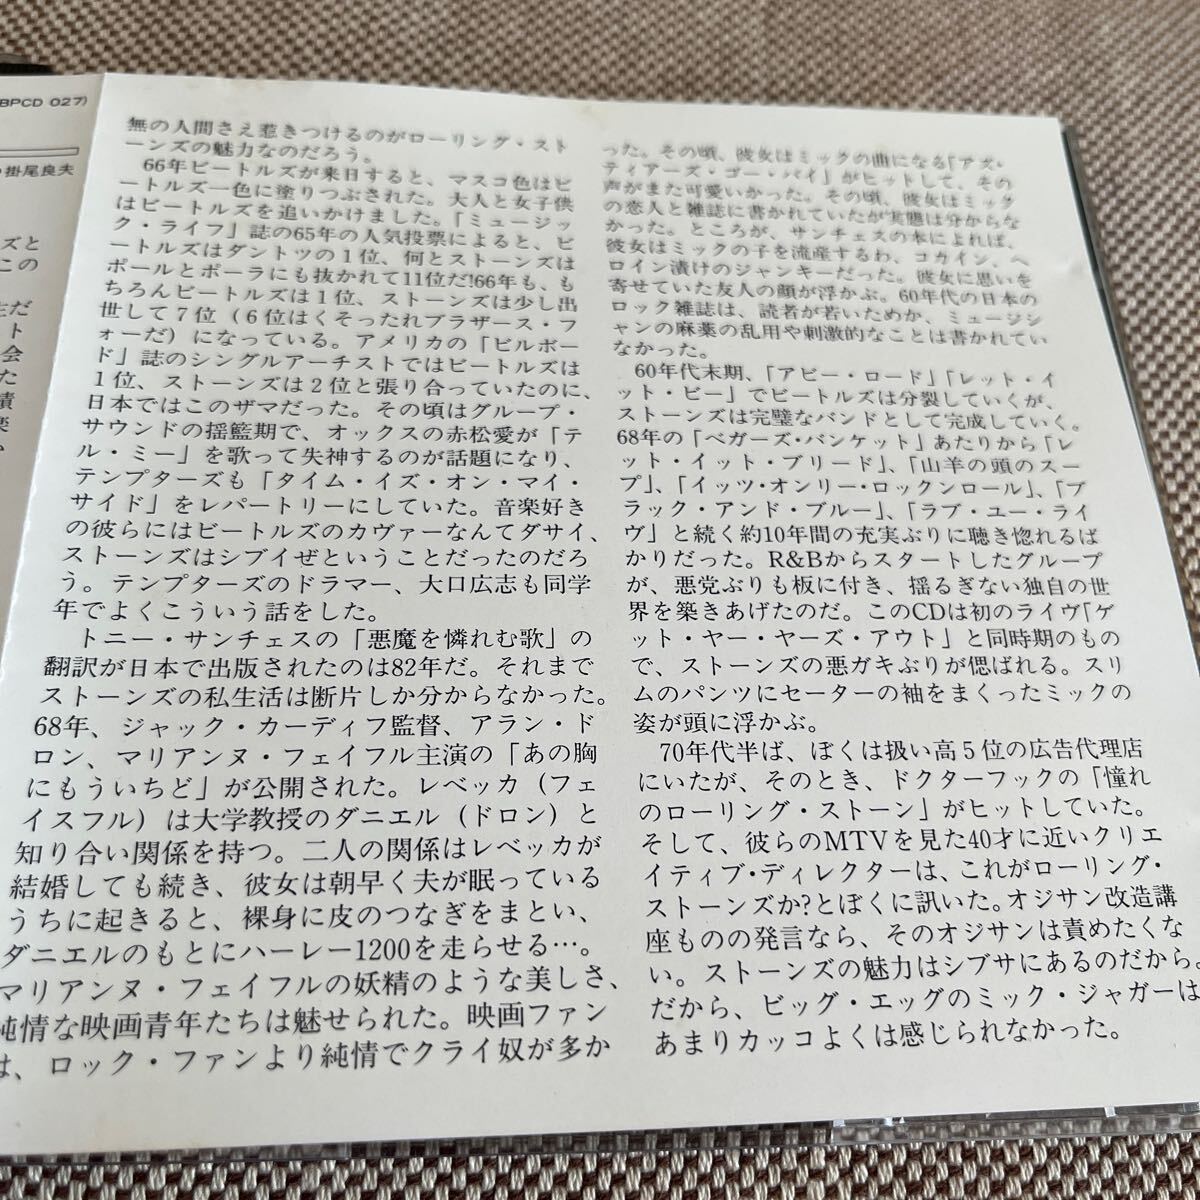 BPCD 027)
掛尾良夫
ズと
この
だ
ト
会
た
無の人間さえ惹きつけるのがローリング・スト
ーンズの魅力なのだろう。
66年ビートルズが来日すると、マスコ色はビ
ートルズ一色に塗りつぶされた。大人と女子供
はビートルズを追いかけました。「ミュージッ
ク・ライフ」誌の65年の人気投票によると、ビ
ートルズはダントツの1位、何とストーンズは
ポールとポーラにも抜かれて11位だ!66年も、も
ちろんビートルズは1位、ストーンズは少し出
世して7位(6位はくそったれブラザース・フ
ォーだ)になっている。アメリカの「ビルボー
ド」誌のシングルアーチストではビートルズは
1位、ストーンズは2位と張り合っていたのに、
日本ではこのザマだった。その頃はグループ・
サウンドの揺籃期で、オックスの赤松愛が「テ
ル・ミー」を歌って失神するのが話題になり、
テンプターズも「タイム・イズ・オン・マイ・
サイド」をレパートリーにしていた。音楽好き
の彼らにはビートルズのカヴァーなんてダサイ、
ストーンズはシブイぜということだったのだろ
う。テンプターズのドラマー、大口広志も同学
年でよくこういう話をした。
トニー・サンチェスの「悪魔を憐れむ歌」の
翻訳が日本で出版されたのは82年だ。それまで
ストーンズの私生活は断片しか分からなかった。
68年、ジャック・カーディフ監督、アラン・ド
ロン、マリアンヌ・フェイフル主演の「あの胸
にもういちど」が公開された。レベッカ(フェ
イスフル)は大学教授のダニエル(ドロン)と
知り合い関係を持つ。二人の関係はレベッカが
結婚しても続き、彼女は朝早く夫が眠っている
うちに起きると、裸身に皮のつなぎをまとい、
ダニエルのもとにハーレー1200を走らせる…。
マリアンヌ・フェイフルの妖精のような美しさ、
純情な映画青年たちは魅せられた。映画ファン
は、ロック・ファンより純情でクライ奴が多か
った。その頃、彼女はミックの曲になる「アズ・
ティアーズ・ゴー・バイ」がヒットして、その
声がまた可愛いかった。その頃、彼女はミック
の恋人と雑誌に書かれていたが実態は分からな
かった。ところが、サンチェスの本によれば、
彼女はミックの子を流産するわ、コカイン、ヘ
ロイン漬けのジャンキーだった。彼女に思いを
寄せていた友人の顔が浮かぶ。60年代の日本の
ロック雑誌は、読者が若いためか、ミュージシ
ャンの麻薬の乱用や刺激的なことは書かれてい
なかった。
60年代末期、「アビー・ロード」「レット・イ
ット・ビー」でビートルズは分裂していくが、
ストーンズは完璧なバンドとして完成していく。
68年の「ベガーズ・バンケット」あたりから「レ
ット・イット・ブリード」、「山羊の頭のスー
プ」、「イッツ・オンリー・ロックンロール」、「ブ
ラック・アンド・ブルー」、「ラブ・ユー・ライ
ヴ」と続く約10年間の充実ぶりに聴き惚れるば
かりだった。R&Bからスタートしたグループ
が、悪党ぶりも板に付き、揺るぎない独自の世
界を築きあげたのだ。このCDは初のライヴ「ゲ
ット・ヤー・ヤーズ・アウト」と同時期のもの
で、ストーンズの悪ガキぶりが偲ばれる。スリ
ムのパンツにセーターの袖をまくったミックの
姿が頭に浮かぶ。
70年代半ば、ぼくは扱い高5位の広告代理店
にいたが、そのとき、ドクターフックの「憧れ
のローリング・ストーン」がヒットしていた。
そして、彼らのMTVを見た40才に近いクリエ
イティブ・ディレクターは、これがローリング・
ストーンズか?とぼくに訊いた。オジサン改造講
座ものの発言なら、そのオジサンは責めたくな
い。ストーンズの魅力はシブサにあるのだから。
だから、ビッグ・エッグのミック・ジャガーは
あまりカッコよくは感じられなかった。